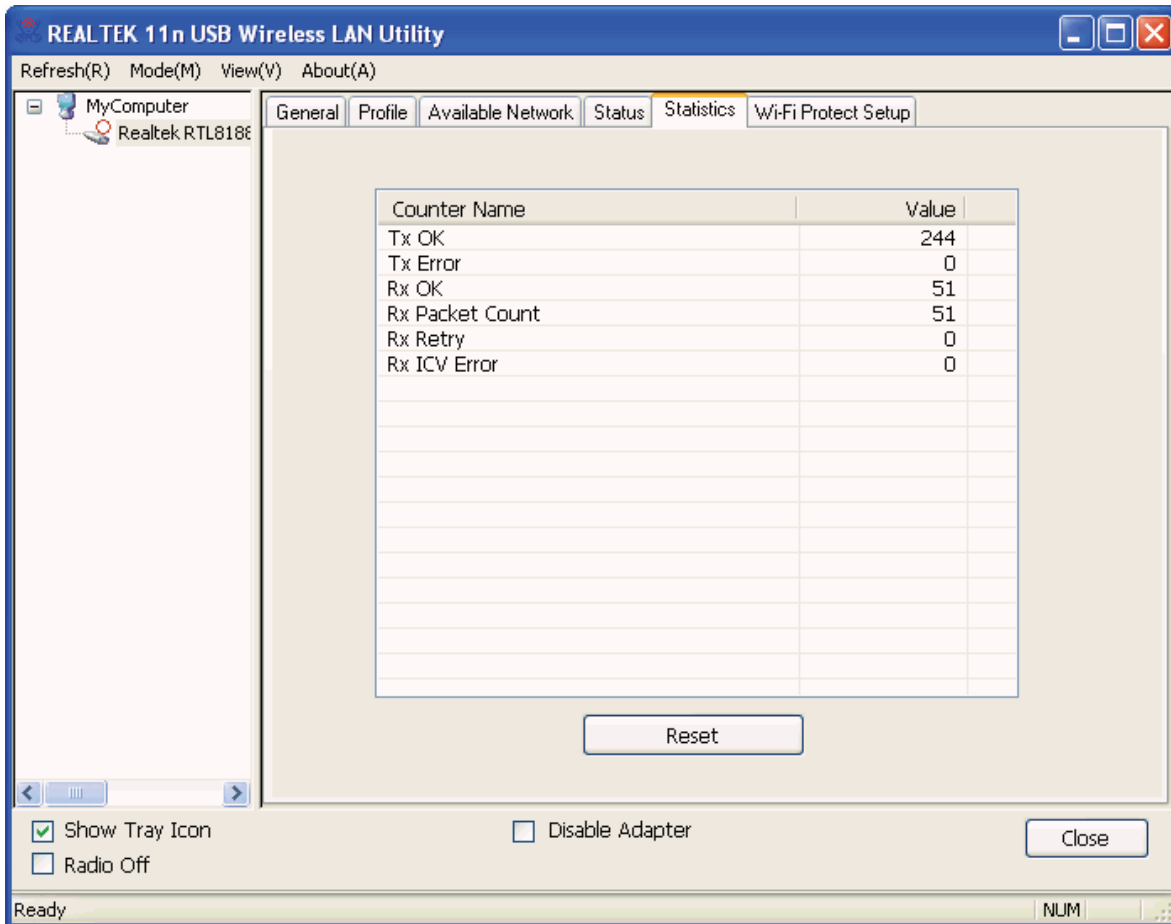 REALTEK 11n USB Wireless LAN Utility
Refresh(R) Mode(M) View(V) About(A)
MyComputer
Realtek RTL8188
General Profile Available Network Status Statistics Wi-Fi Protect Setup
Counter Name Value
Tx OK 244
Tx Error 0
Rx OK 51
Rx Packet Count 51
Rx Retry 0
Rx ICV Error 0
Reset
Show Tray Icon Disable Adapter
Close
Radio Off
Ready NUM